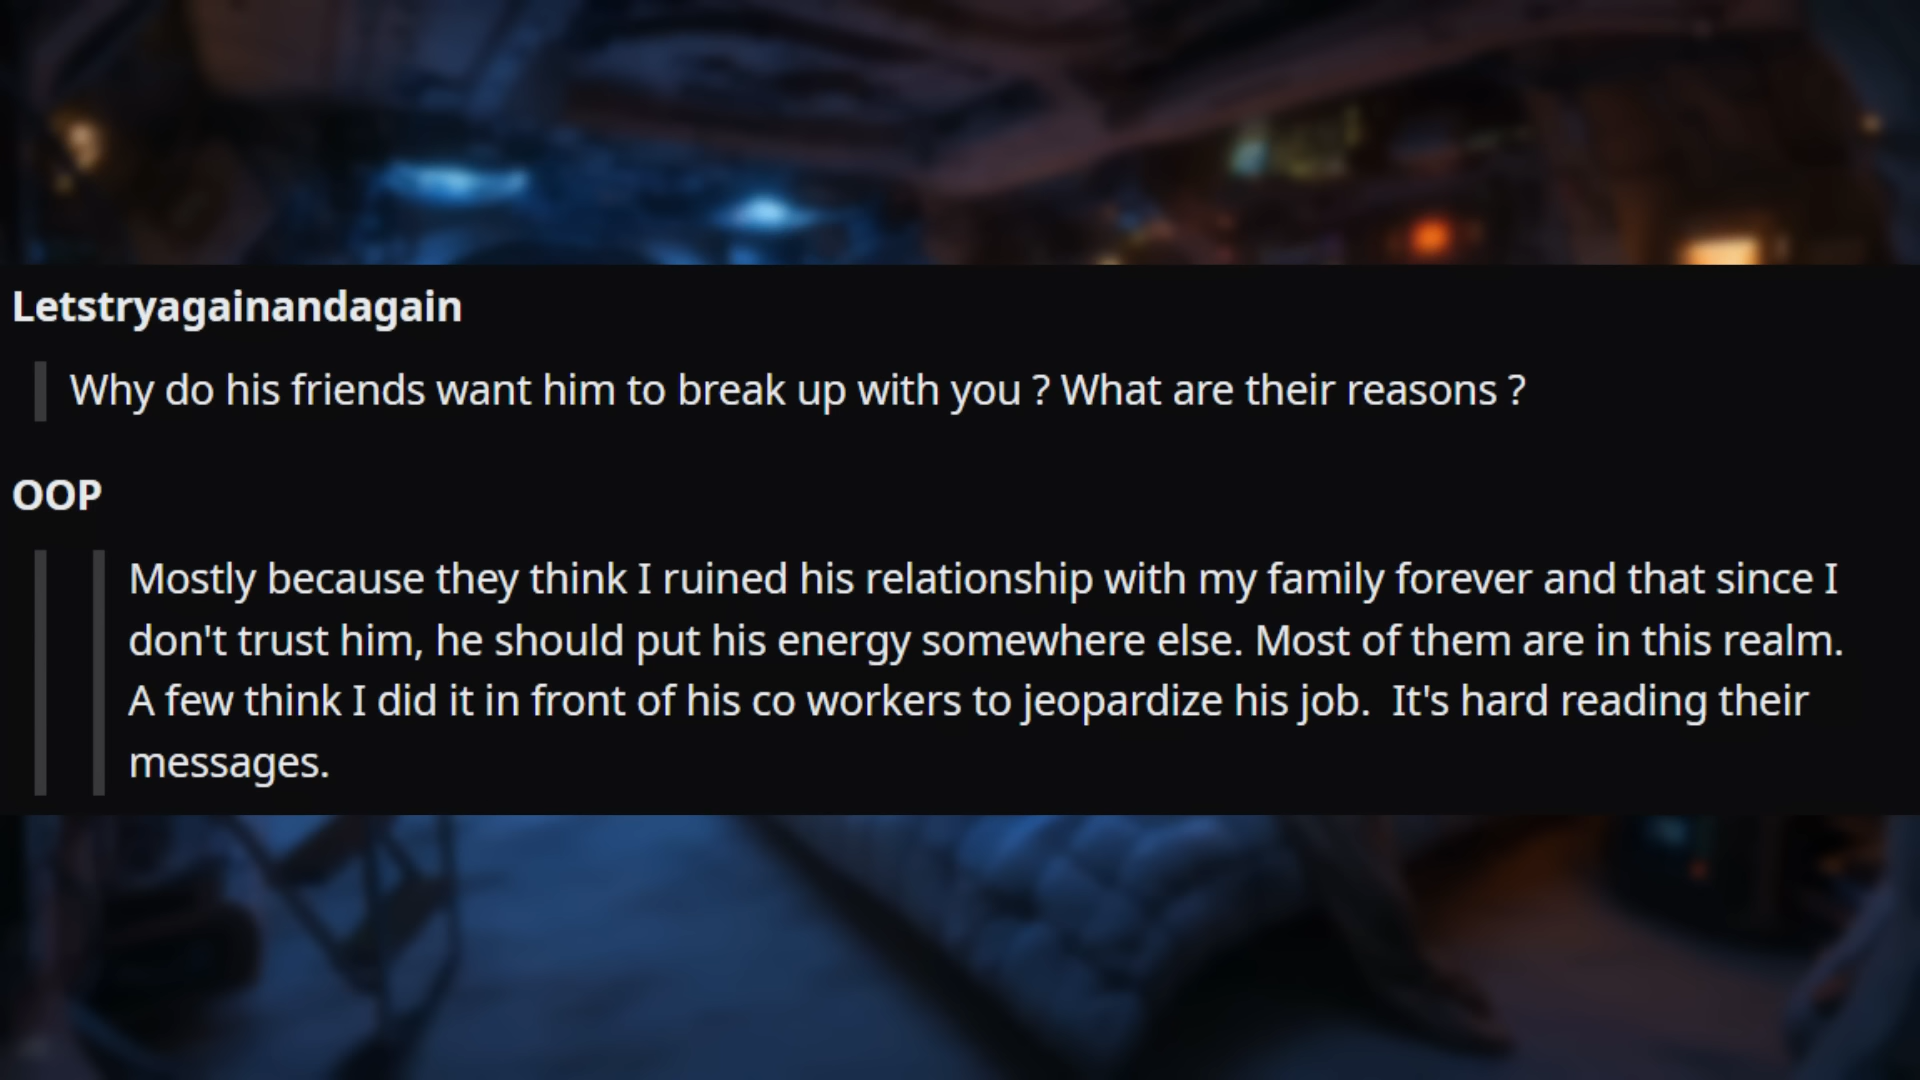 Letstryagainandagain
Why do his friends want him to break up with you ? What are their reasons ?
OOP
Mostly because they think I ruined his relationship with my family forever and that since I
don't trust him, he should put his energy somewhere else. Most of them are in this realm.
A few think I did it in front of his co workers to jeopardize his job.  It's hard reading their
messages.